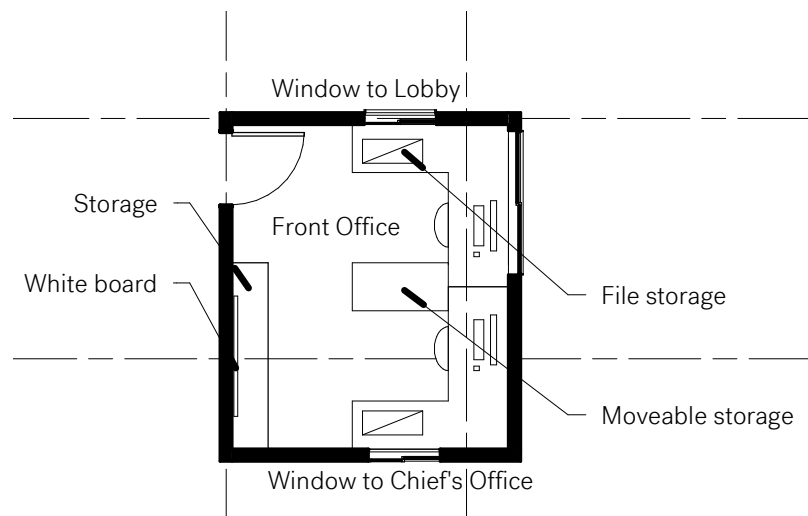 Window to Lobby
Storage
Front Office
White board
File storage
Moveable storage
Window to Chief's Office